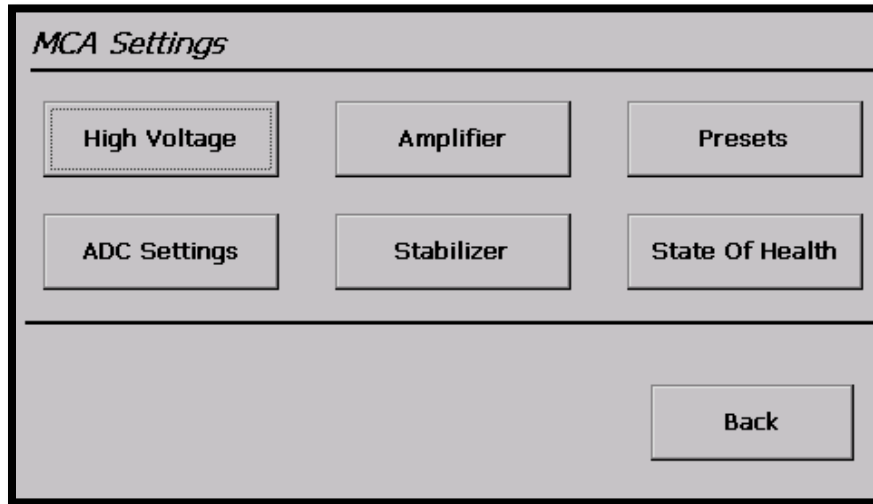 MCA Settings
High Voltage
Amplifier
Presets
ADC Settings
Stabilizer
State Of Health
Back